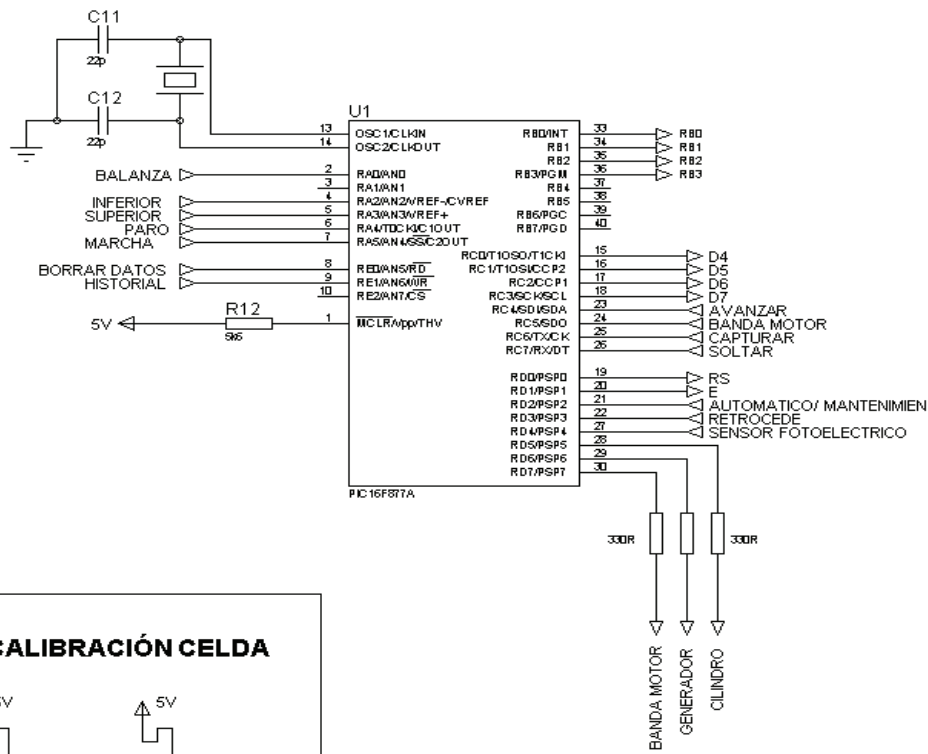 C11
22p
C12
22p
U1
13 OSC1/CLKIN
14 OSC2/CLKOUT
BALANZA 2 RA0/AN0
3 RA1/AN1
INFERIOR 4 RA2/AN2/VREF-/CVREF
SUPERIOR 5 RA3/AN3/VREF+
PARO 6 RA4/T0CKI/C1OUT
MARCHA 7 RA5/AN4/SS/C2OUT
BORRAR DATOS 8 RE0/AN5/RD
HISTORIAL 9 RE1/AN6/WR
10 RE2/AN7/CS
5V R12 5k6 1 MCLR/Vpp/THV
RB0/INT 33 RB0
RB1 34 RB1
RB2 35 RB2
RB3/PGM 36 RB3
RB4 37
RB5 38
RB6/PGC 39
RB7/PGD 40
RC0/T1OSO/T1CKI 15 D4
RC1/T1OSI/CCP2 16 D5
RC2/CCP1 17 D6
RC3/SCK/SCL 18 D7
RC4/SDI/SDA 23 AVANZAR
RC5/SDO 24 BANDA MOTOR
RC6/TX/CK 25 CAPTURAR
RC7/RX/DT 26 SOLTAR
RD0/PSP0 19 RS
RD1/PSP1 20 E
RD2/PSP2 21 AUTOMATICO/ MANTENIMIEN
RD3/PSP3 22 RETROCEDE
RD4/PSP4 27 SENSOR FOTOELECTRICO
RD5/PSP5 28
RD6/PSP6 29
RD7/PSP7 30
PIC16F877A
330R
330R
BANDA MOTOR
GENERADOR
CILINDRO
CALIBRACIÓN CELDA
5V
5V